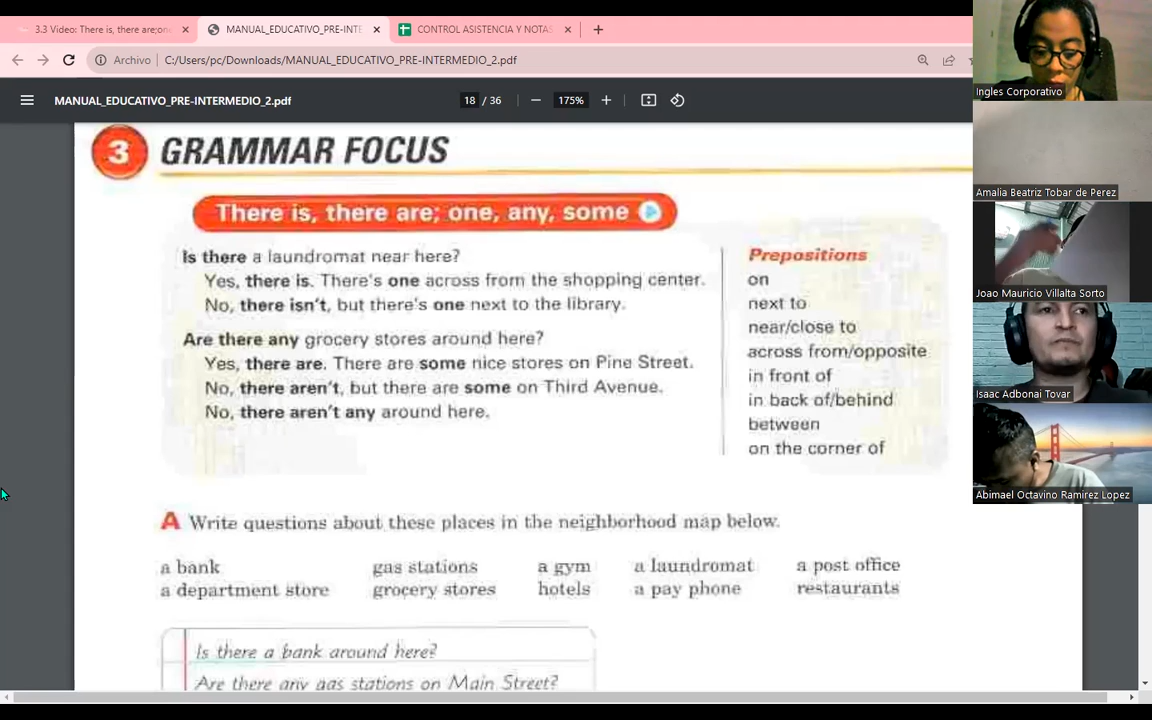 3.3 Video: There is, there are;one
MANUAL_EDUCATIVO_PRE-INTE
CONTROL ASISTENCIA Y NOTAS
Archivo
C:/Users/pc/Downloads/MANUAL_EDUCATIVO_PRE-INTERMEDIO_2.pdf
MANUAL_EDUCATIVO_PRE-INTERMEDIO_2.pdf
18 / 36
175%
3 GRAMMAR FOCUS
There is, there are; one, any, some
Is there a laundromat near here?
Yes, there is. There's one across from the shopping center.
No, there isn't, but there's one next to the library.
Are there any grocery stores around here?
Yes, there are. There are some nice stores on Pine Street.
No, there aren't, but there are some on Third Avenue.
No, there aren't any around here.
Prepositions
on
next to
near/close to
across from/opposite
in front of
in back of/behind
between
on the corner of
A Write questions about these places in the neighborhood map below.
a bank gas stations a gym a laundromat a post office
a department store grocery stores hotels a pay phone restaurants
Is there a bank around here?
Are there any gas stations on Main Street?
Ingles Corporativo
Amalia Beatriz Tobar de Perez
Joao Mauricio Villalta Sorto
Isaac Adbonai Tovar
Abimael Octavino Ramirez Lopez